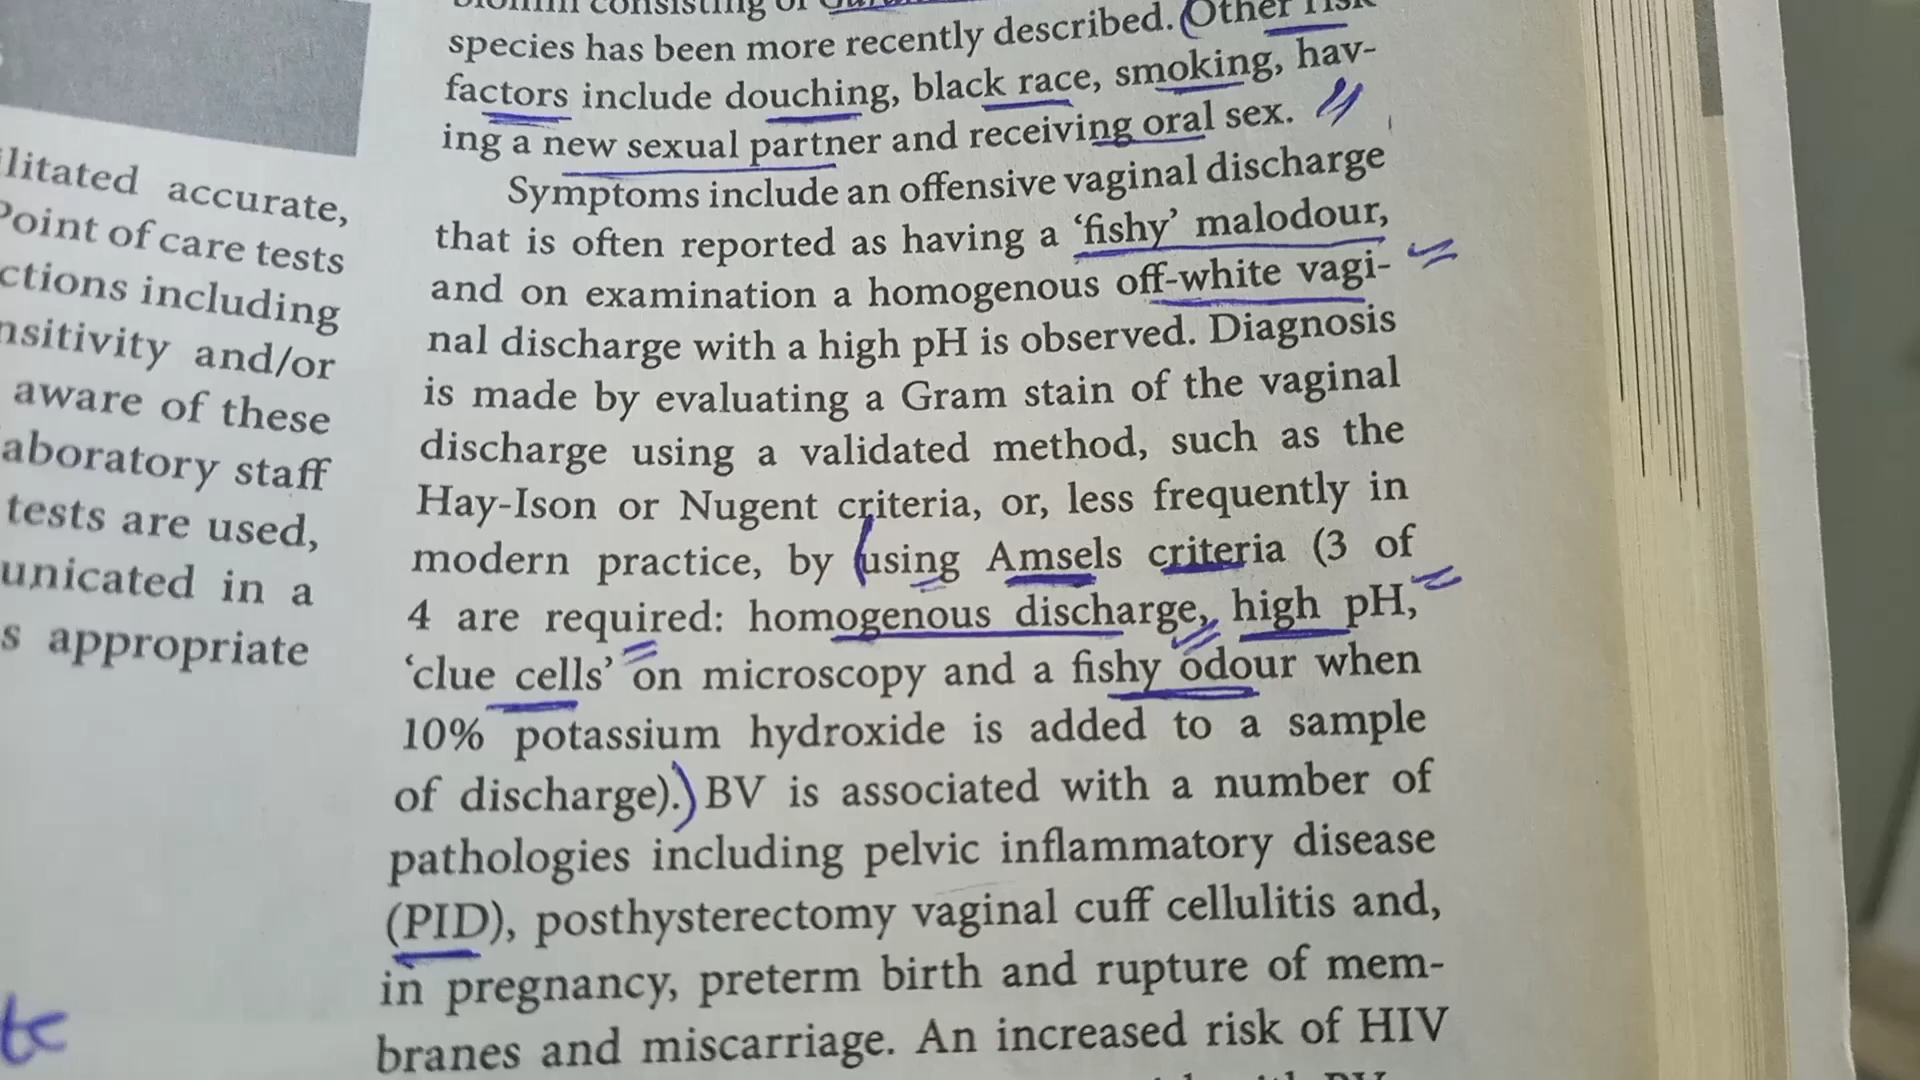 litated accurate,
Point of care tests
ctions including
nsitivity and/or
aware of these
aboratory staff
tests are used,
unicated in a
s appropriate
tc
consisting of
species has been more recently described. (Other risk
factors include douching, black race, smoking, hav-
ing a new sexual partner and receiving oral sex.
Symptoms include an offensive vaginal discharge
that is often reported as having a ‘fishy’ malodour,
and on examination a homogenous off-white vagi-
nal discharge with a high pH is observed. Diagnosis
is made by evaluating a Gram stain of the vaginal
discharge using a validated method, such as the
Hay-Ison or Nugent criteria, or, less frequently in
modern practice, by (using Amsels criteria (3 of
4 are required: homogenous discharge, high pH,
‘clue cells’ on microscopy and a fishy odour when
10% potassium hydroxide is added to a sample
of discharge).) BV is associated with a number of
pathologies including pelvic inflammatory disease
(PID), posthysterectomy vaginal cuff cellulitis and,
in pregnancy, preterm birth and rupture of mem-
branes and miscarriage. An increased risk of HIV